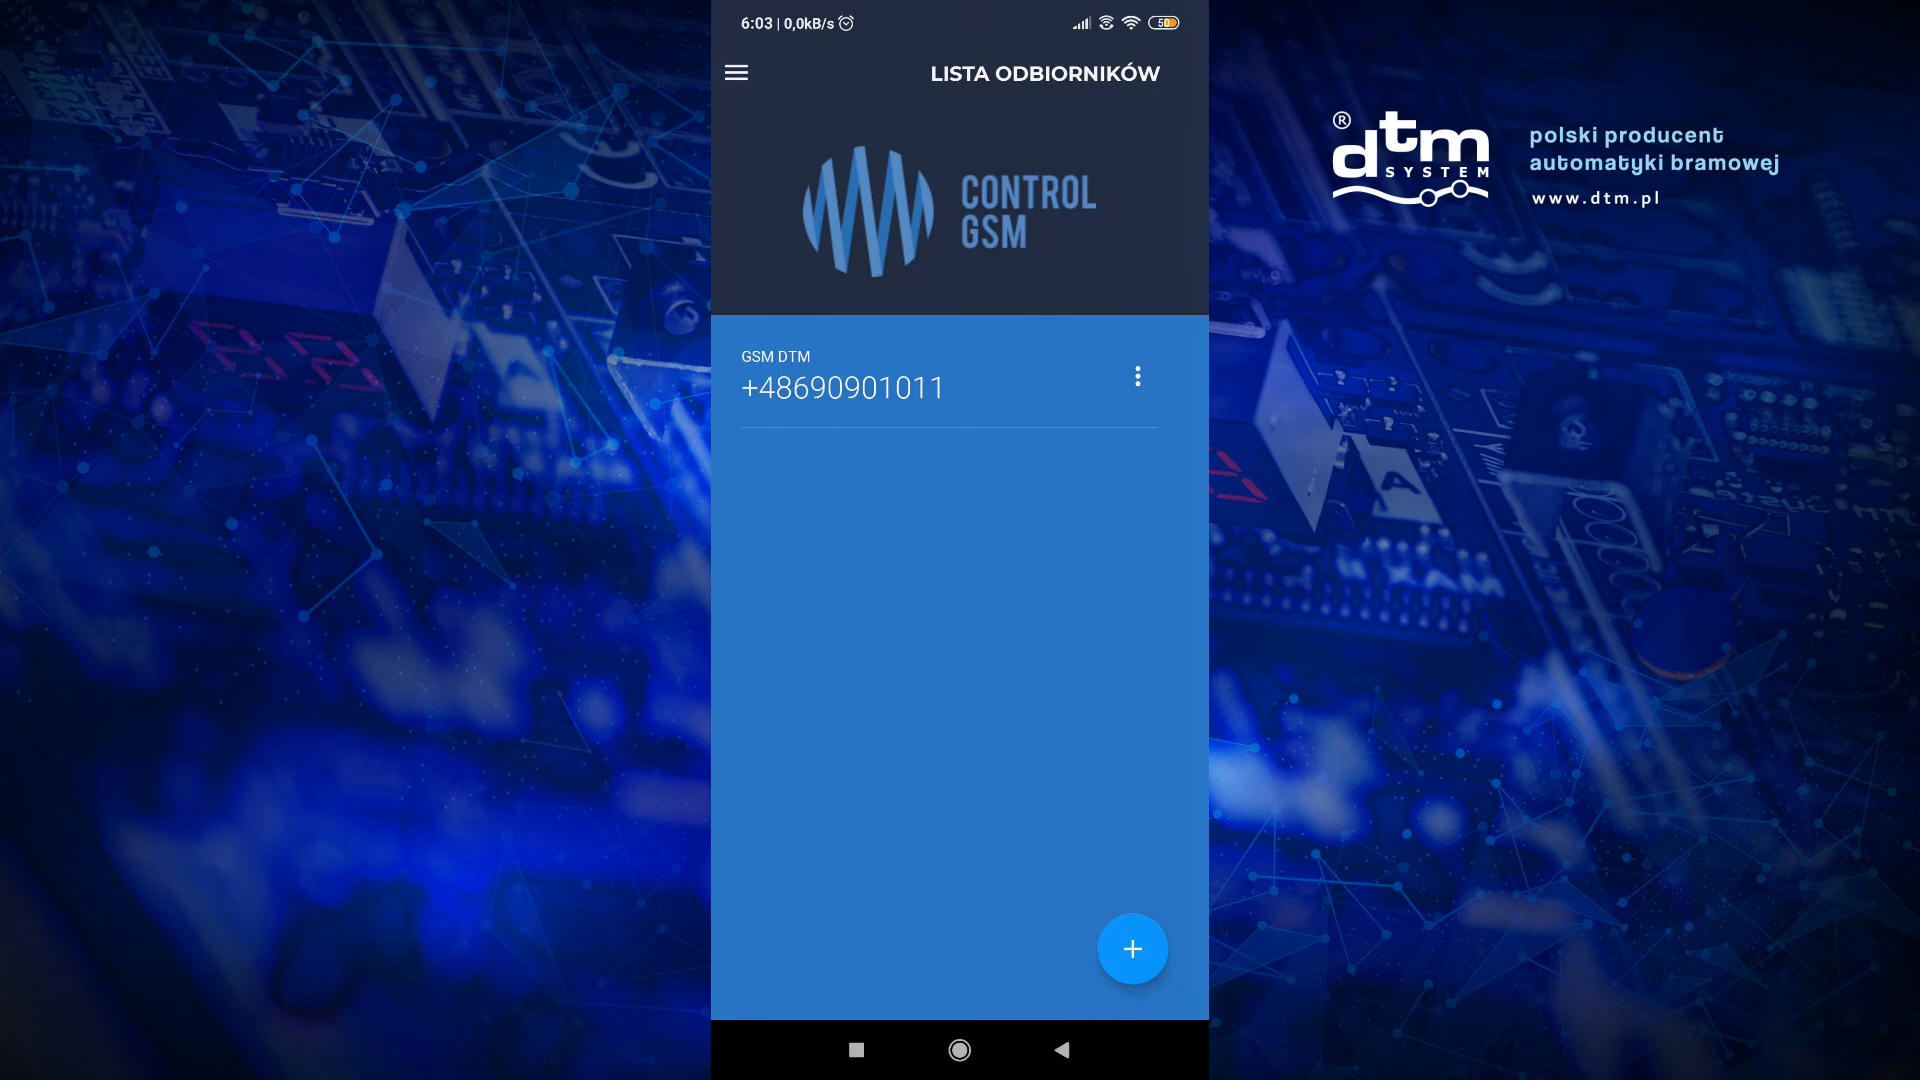 6:03 | 0,0kB/s
50
LISTA ODBIORNIKÓW
CONTROL
GSM
GSM DTM
+48690901011
® dtm
SYSTEM
polski producent
automatyki bramowej
www.dtm.pl
A
A